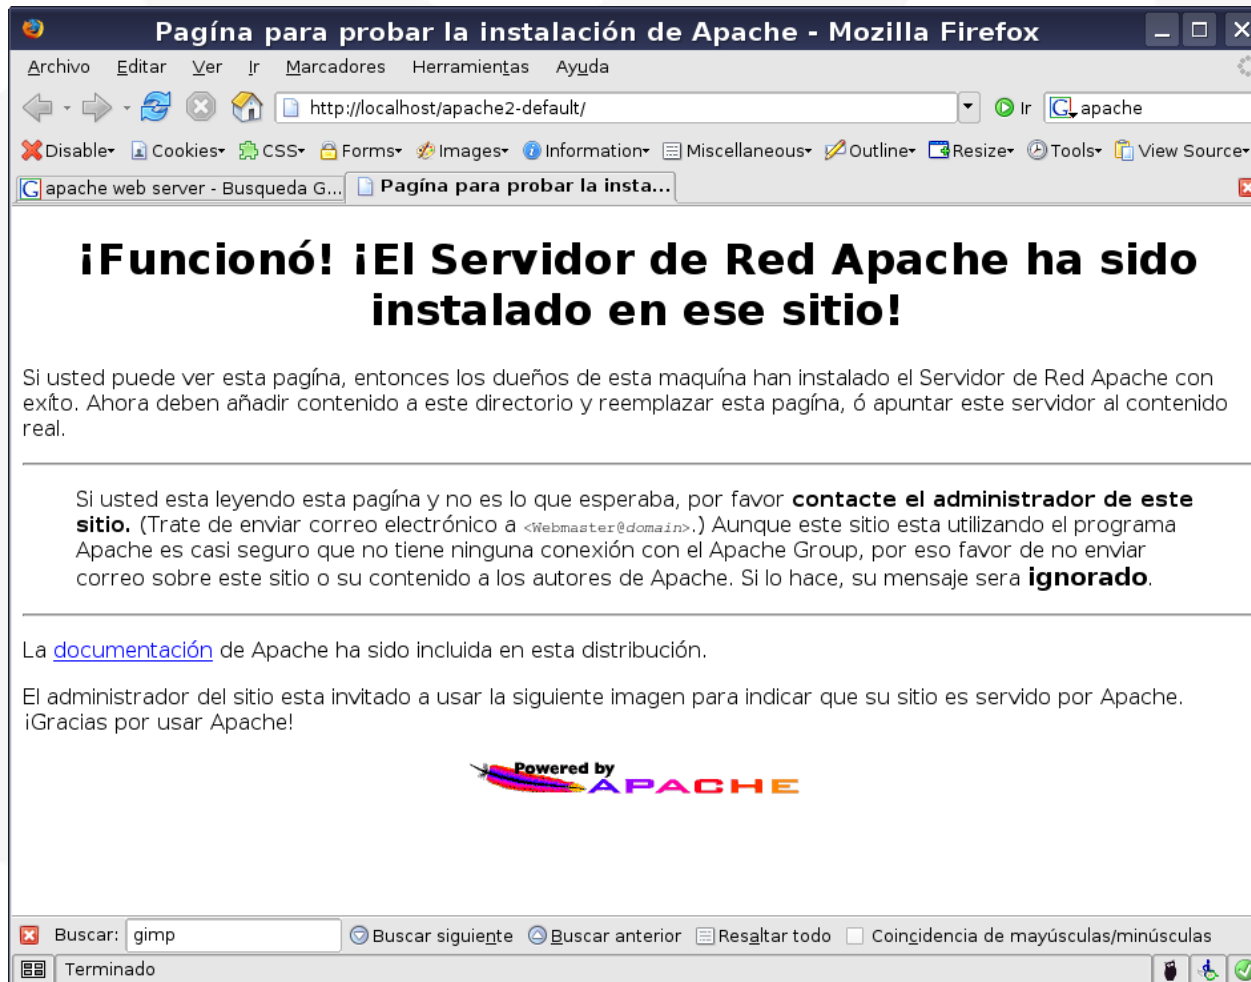 Pagína para probar la instalación de Apache - Mozilla Firefox
Archivo Editar Ver Ir Marcadores Herramientas Ayuda
http://localhost/apache2-default/ Ir apache
Disable Cookies CSS Forms Images Information Miscellaneous Outline Resize Tools View Source
apache web server - Busqueda G... Pagína para probar la insta...
¡Funcionó! ¡El Servidor de Red Apache ha sido
instalado en ese sitio!
Si usted puede ver esta pagína, entonces los dueños de esta maquína han instalado el Servidor de Red Apache con
exíto. Ahora deben añadir contenido a este directorio y reemplazar esta pagína, ó apuntar este servidor al contenido
real.
Si usted esta leyendo esta pagína y no es lo que esperaba, por favor contacte el administrador de este
sitio. (Trate de enviar correo electrónico a <Webmaster@domain>.) Aunque este sitio esta utilizando el programa
Apache es casi seguro que no tiene ninguna conexión con el Apache Group, por eso favor de no enviar
correo sobre este sitio o su contenido a los autores de Apache. Si lo hace, su mensaje sera ignorado.
La documentación de Apache ha sido incluida en esta distribución.
El administrador del sitio esta invitado a usar la siguiente imagen para indicar que su sitio es servido por Apache.
¡Gracias por usar Apache!
Powered by
APACHE
Buscar: gimp Buscar siguiente Buscar anterior Resaltar todo Coincidencia de mayúsculas/minúsculas
Terminado